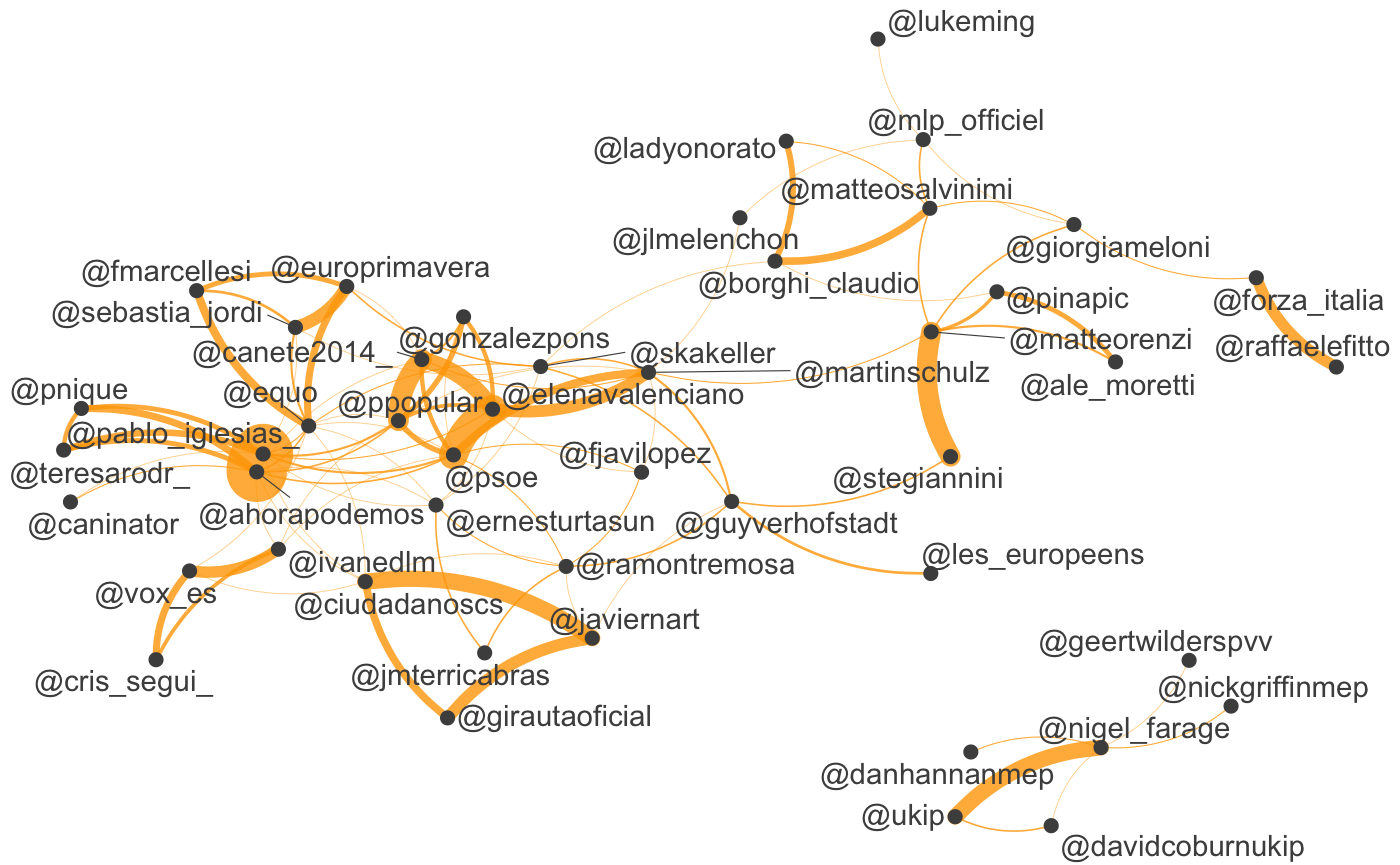 @lukeming
@mlp_officiel
@ladyonorato
@matteosalvinimi
@jlmelenchon
@giorgiameloni
@fmarcellesi
@europrimavera
@borghi_claudio
@pinapic
@forza_italia
@sebastia_jordi
@gonzalezpons
@matteorenzi
@raffaelefitto
@canete2014_
@skakeller
@martinschulz
@ale_moretti
@pnique
@equo
@ppopular
@elenavalenciano
@pablo_iglesias_
@teresarodr_
@fjavilopez
@psoe
@stegiannini
@caninator
@ahorapodemos
@ernesturtasun
@guyverhofstadt
@ivanedlm
@ramontremosa
@les_europeens
@vox_es
@ciudadanoscs
@javiernart
@geertwilderspvv
@cris_segui_
@jmterricabras
@nickgriffinmep
@girautaoficial
@nigel_farage
@danhannanmep
@ukip
@davidcoburnukip